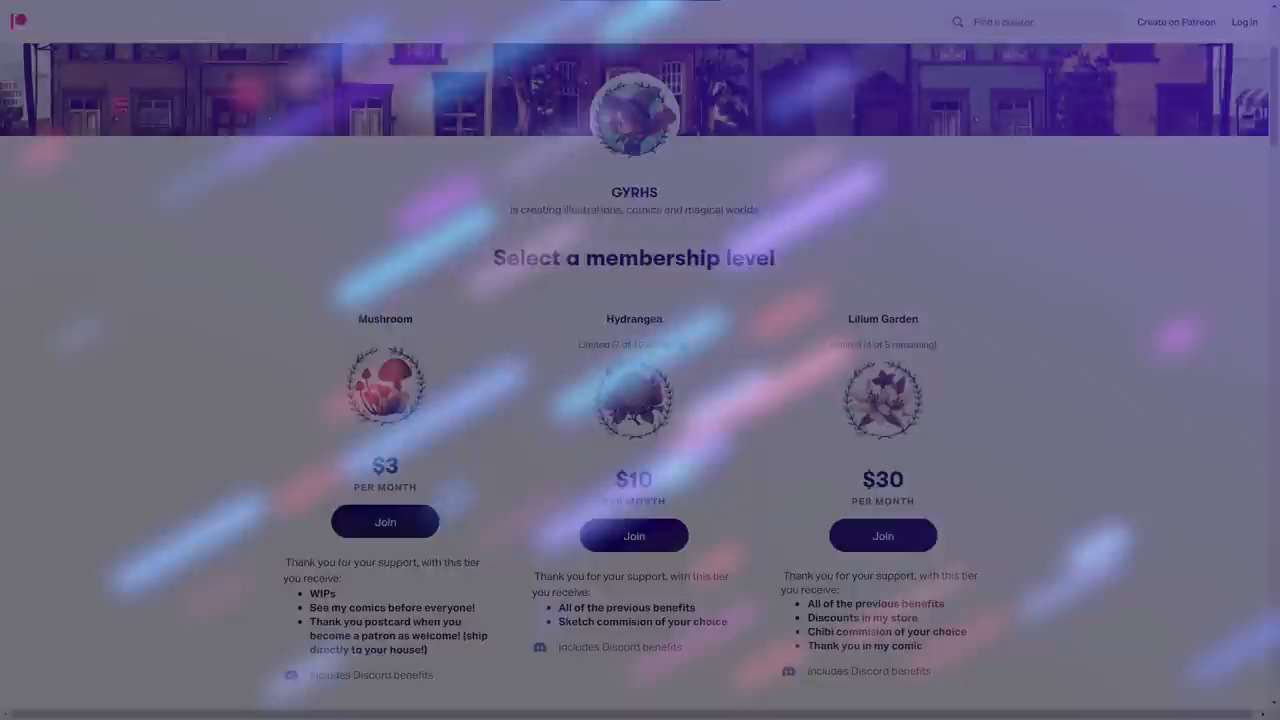 Find a creator
Create on Patreon
Log in
GYRHS
is creating illustrations, comics and magical worlds
Select a membership level
Mushroom
$3
PER MONTH
Join
Thank you for your support, with this tier
you receive:
WIPs
See my comics before everyone!
Thank you postcard when you
become a patron as welcome! (ship
directly to your house!)
Includes Discord benefits
Hydrangea
Limited (7 of
$10
PER MONTH
Join
Thank you for your support, with this tier
you receive:
All of the previous benefits
Sketch commision of your choice
Includes Discord benefits
Lilium Garden
Limited (4 of 5 remaining)
$30
PER MONTH
Join
Thank you for your support, with this tier
you receive:
All of the previous benefits
Discounts in my store
Chibi commision of your choice
Thank you in my comic
Includes Discord benefits